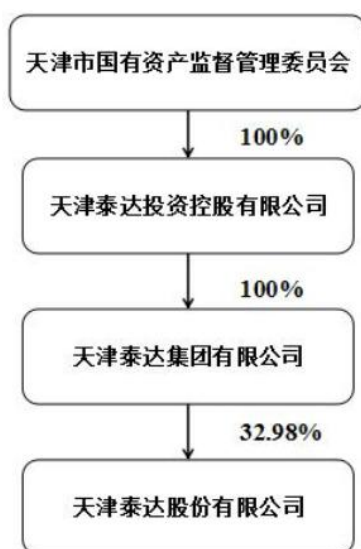 天津市国有资产监督管理委员会
100%
天津泰达投资控股有限公司
100%
天津泰达集团有限公司
32.98%
天津泰达股份有限公司